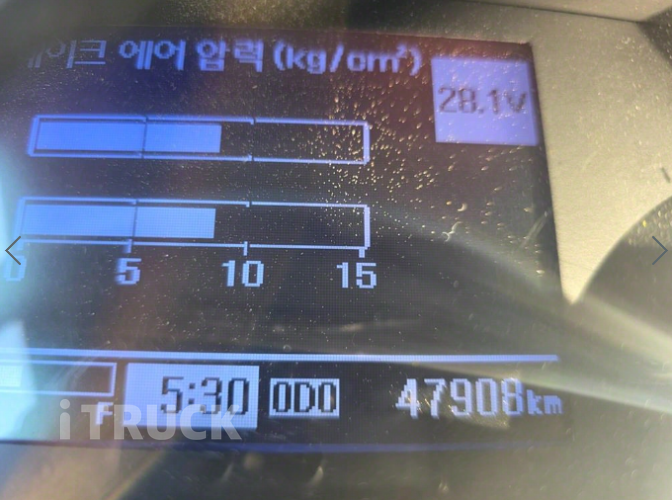 에어 압력 (kg/cm²)
28.1V
0 5 10 15
F 5:30 ODO 47908km
iTRUCK